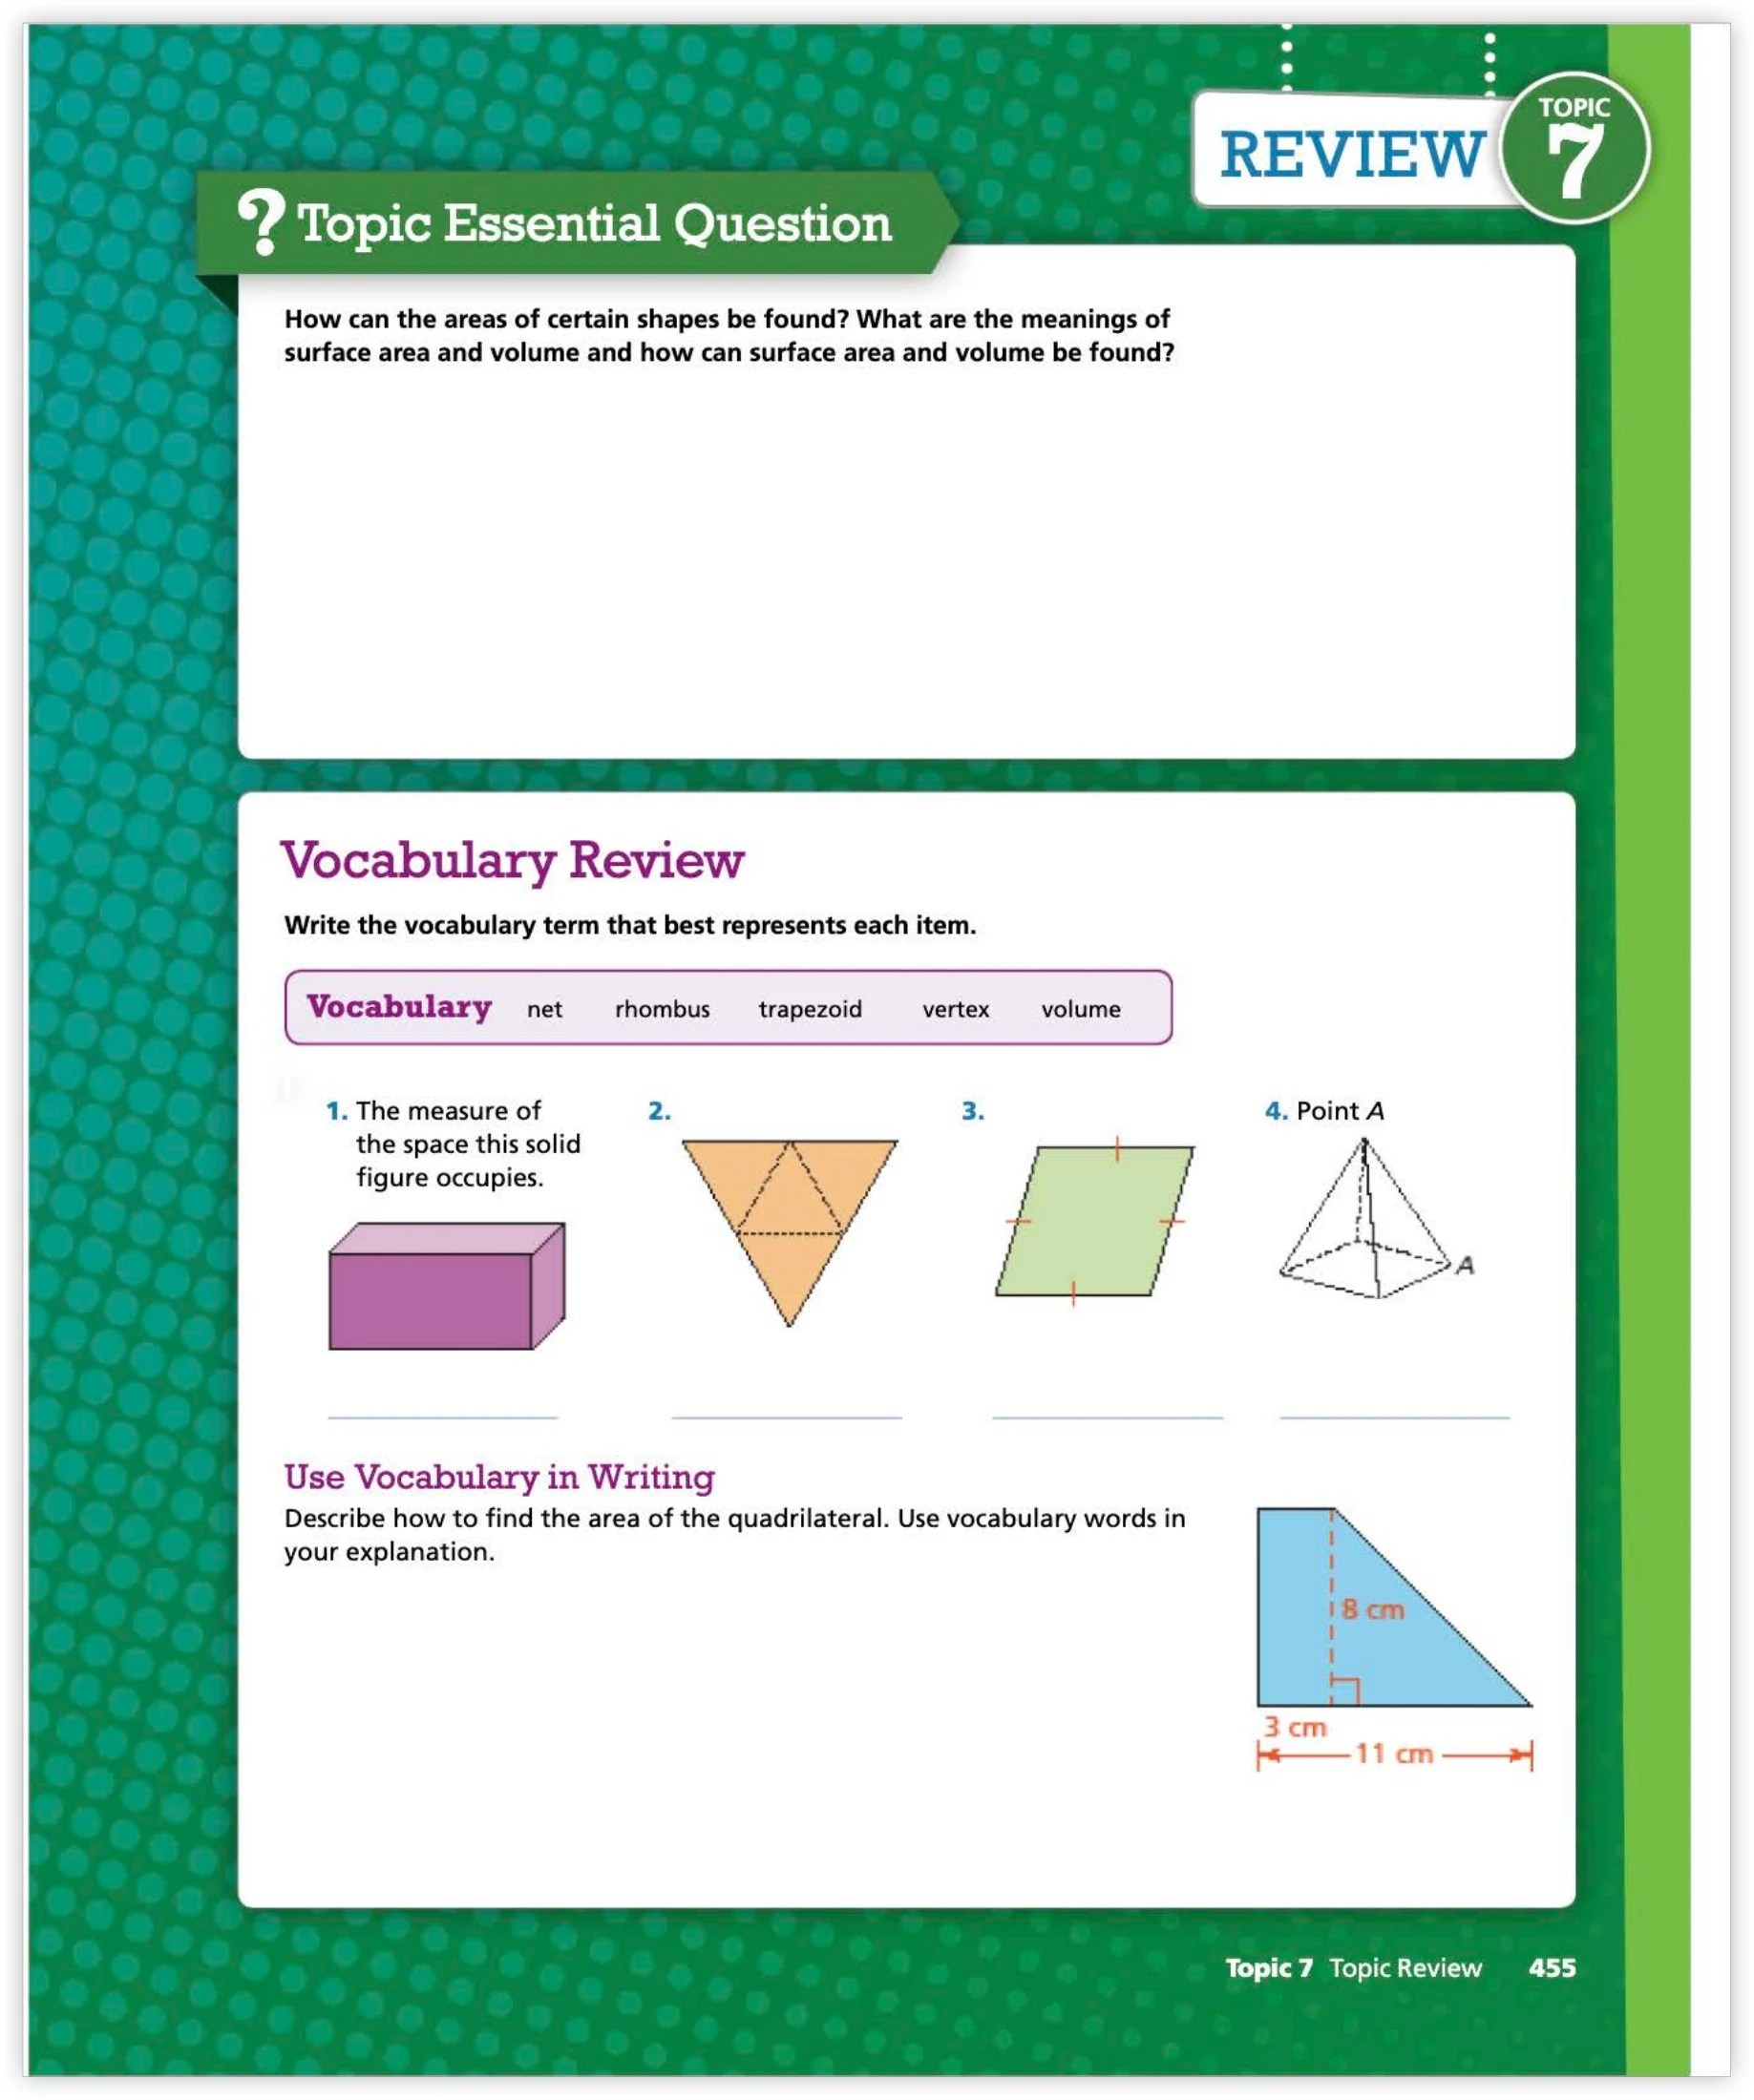 REVIEW
TOPIC
7
? Topic Essential Question
How can the areas of certain shapes be found? What are the meanings of
surface area and volume and how can surface area and volume be found?
Vocabulary Review
Write the vocabulary term that best represents each item.
Vocabulary net rhombus trapezoid vertex volume
1. The measure of
the space this solid
figure occupies.
2.
3.
4. Point A
A
Use Vocabulary in Writing
Describe how to find the area of the quadrilateral. Use vocabulary words in
your explanation.
8 cm
3 cm
11 cm
Topic 7 Topic Review 455